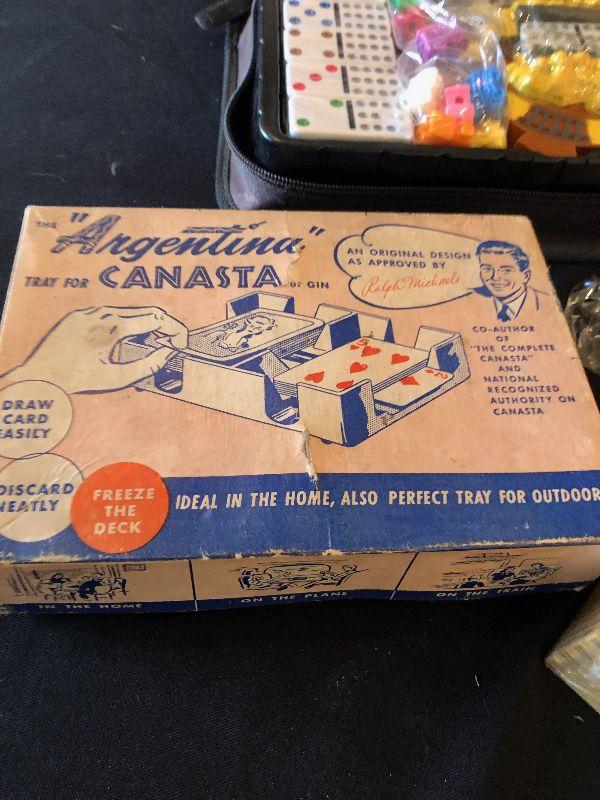 THE "Argentina"
TRAY FOR CANASTA OR GIN
AN ORIGINAL DESIGN
AS APPROVED BY
Ralph Michaels
CO-AUTHOR
OF
"THE COMPLETE
CANASTA"
AND
NATIONAL
RECOGNIZED
AUTHORITY ON
CANASTA
DRAW
CARD
EASILY
DISCARD
NEATLY
FREEZE
THE
DECK
IDEAL IN THE HOME, ALSO PERFECT TRAY FOR OUTDOOR
IN THE HOME
ON THE PLANE
ON THE TRAIN